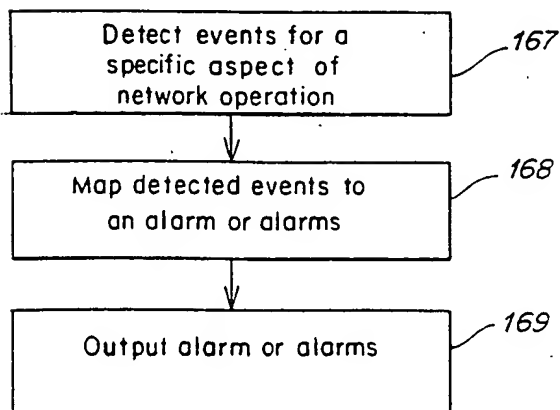 Detect events for a
specific aspect of
network operation
167
Map detected events to
an alarm or alarms
168
Output alarm or alarms
169